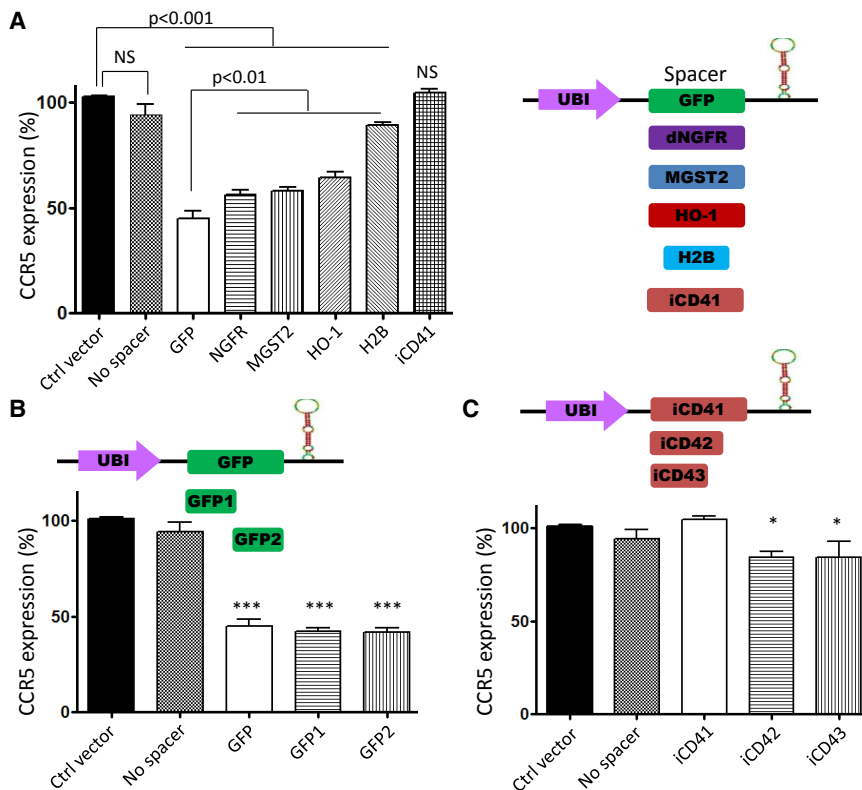 A
p<0.001
NS
p<0.01
NS
CCR5 expression (%)
100
50
0
Ctrl vector
No spacer
GFP
NGFR
MGST2
HO-1
H2B
iCD41
Spacer
UBI
GFP
dNGFR
MGST2
HO-1
H2B
iCD41
B
UBI
GFP
GFP1
GFP2
CCR5 expression (%)
100
50
0
*** *** ***
Ctrl vector
No spacer
GFP
GFP1
GFP2
C
UBI
iCD41
iCD42
iCD43
CCR5 expression (%)
100
50
0
* *
Ctrl vector
No spacer
iCD41
iCD42
iCD43